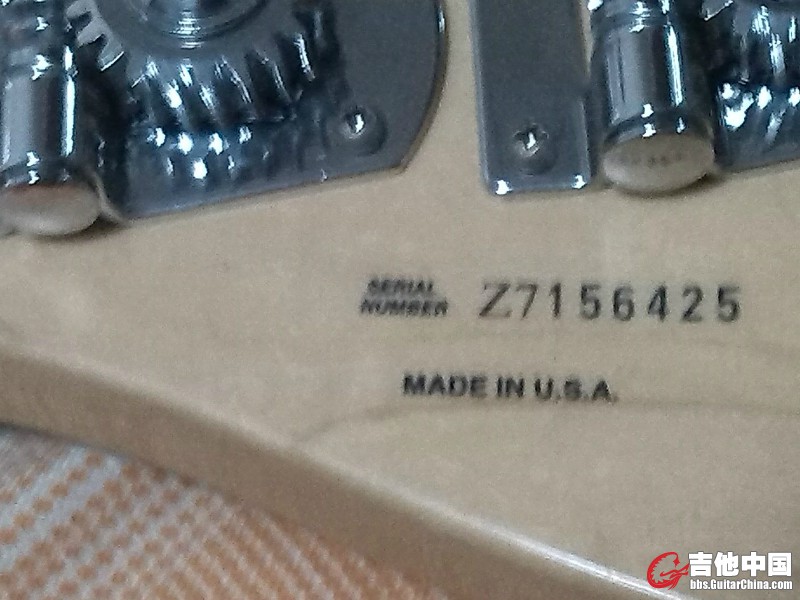 SERIAL
NUMBER Z7156425
MADE IN U.S.A.
吉他中国
bbs.GuitarChina.com